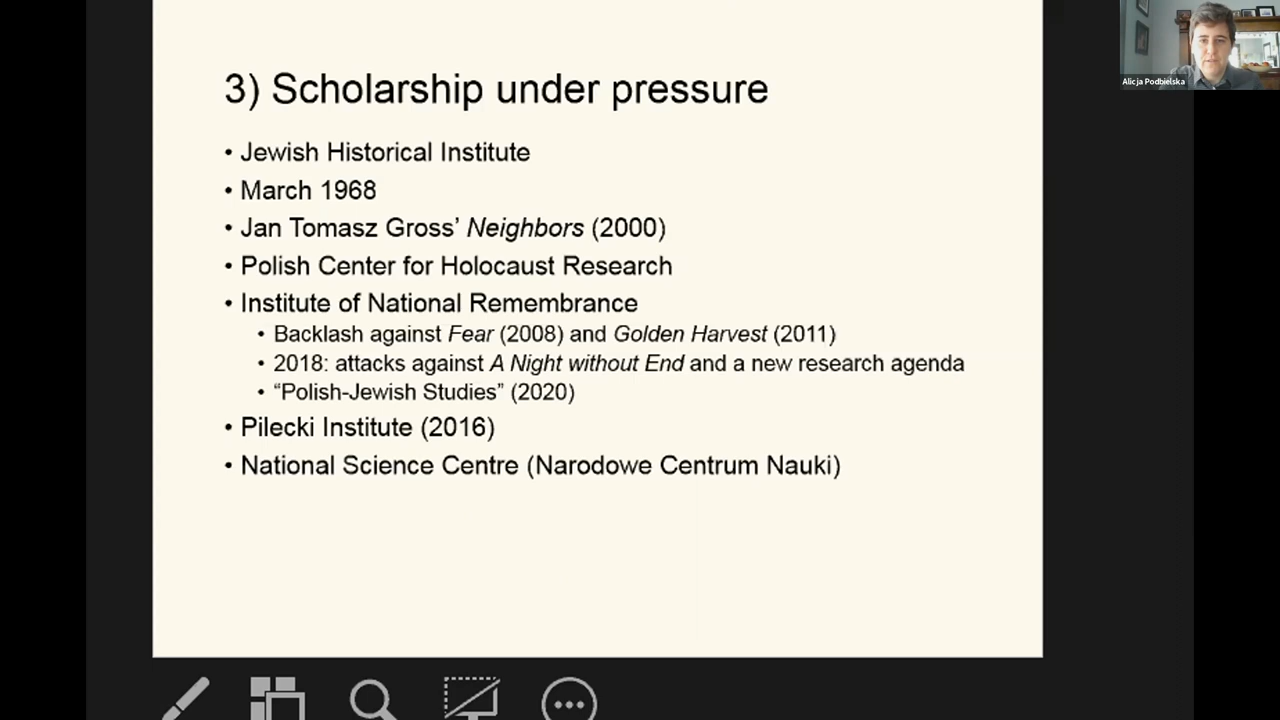 3) Scholarship under pressure
• Jewish Historical Institute
• March 1968
• Jan Tomasz Gross’ Neighbors (2000)
• Polish Center for Holocaust Research
• Institute of National Remembrance
• Backlash against Fear (2008) and Golden Harvest (2011)
• 2018: attacks against A Night without End and a new research agenda
• “Polish-Jewish Studies” (2020)
• Pilecki Institute (2016)
• National Science Centre (Narodowe Centrum Nauki)
Alicja Podbielska